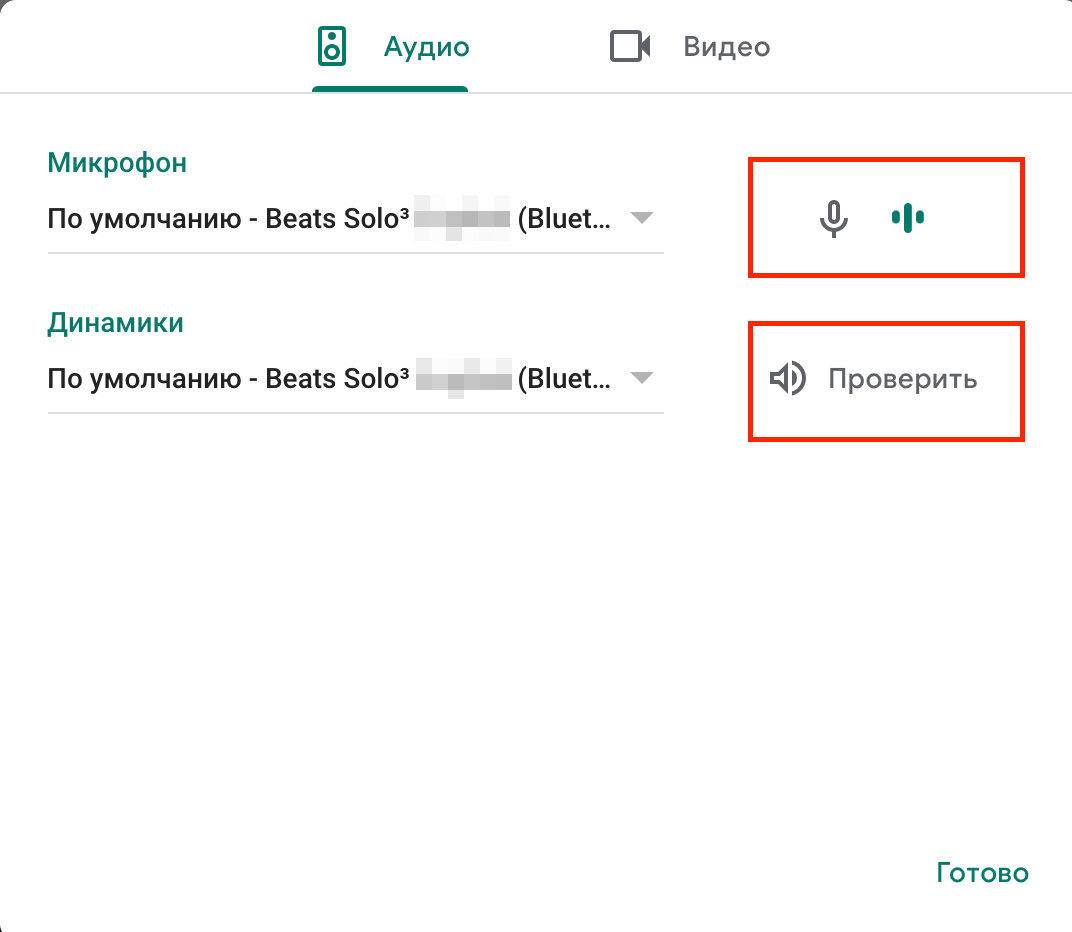 Аудио
Видео
Микрофон
По умолчанию - Beats Solo³ (Bluet...
Динамики
По умолчанию - Beats Solo³ (Bluet...
Проверить
Готово